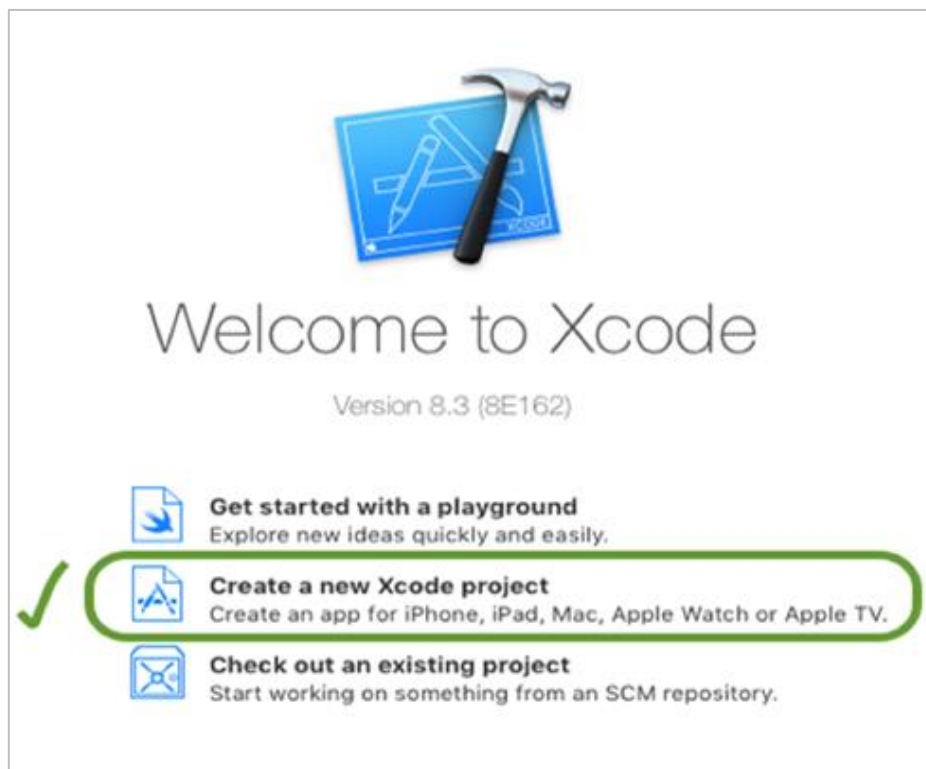 XCODE
Welcome to Xcode
Version 8.3 (8E162)
Get started with a playground
Explore new ideas quickly and easily.
Create a new Xcode project
Create an app for iPhone, iPad, Mac, Apple Watch or Apple TV.
Check out an existing project
Start working on something from an SCM repository.